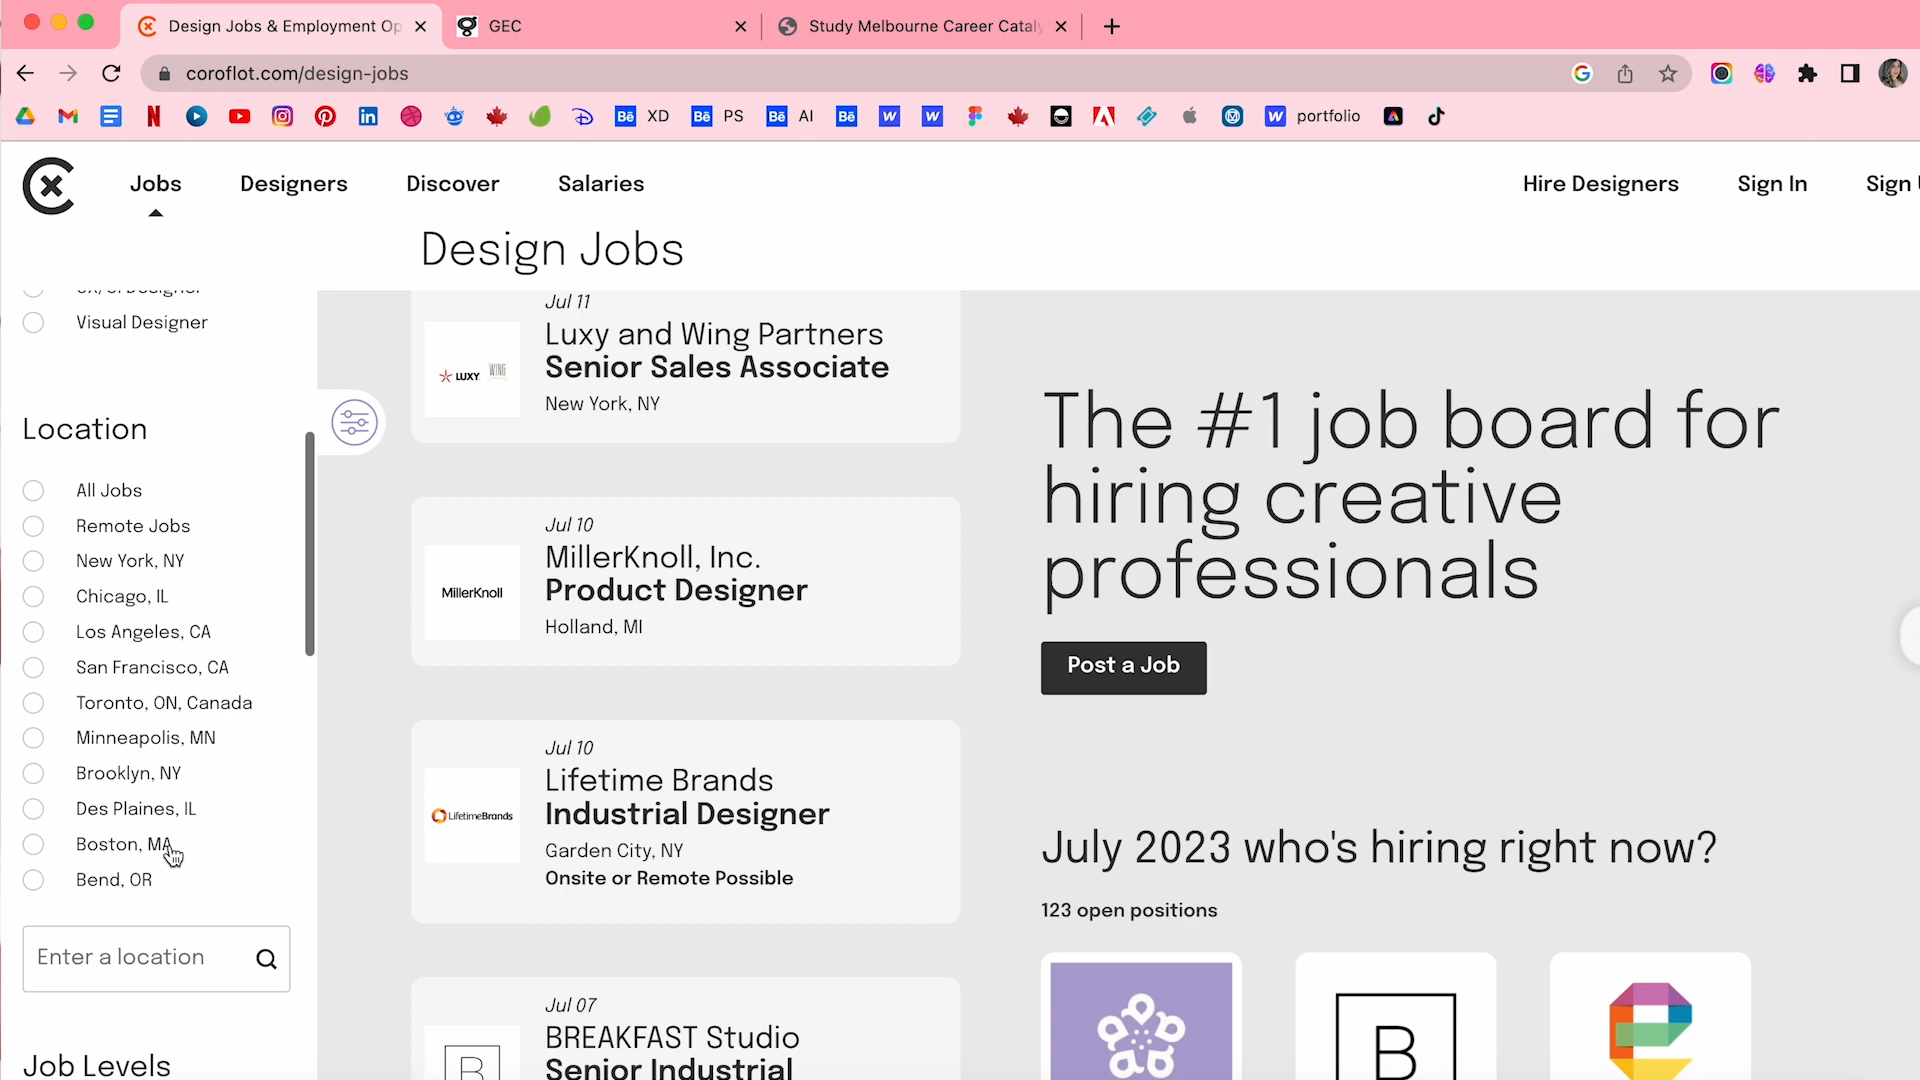 Design Jobs & Employment Op
GEC
Study Melbourne Career Cataly
coroflot.com/design-jobs
XD
PS
AI
portfolio
Jobs
Designers
Discover
Salaries
Hire Designers
Sign In
Sign
Design Jobs
Visual Designer
Location
All Jobs
Remote Jobs
New York, NY
Chicago, IL
Los Angeles, CA
San Francisco, CA
Toronto, ON, Canada
Minneapolis, MN
Brooklyn, NY
Des Plaines, IL
Boston, MA
Bend, OR
Enter a location
Job Levels
Jul 11
Luxy and Wing Partners
Senior Sales Associate
New York, NY
LUXY
WING
Jul 10
MillerKnoll, Inc.
Product Designer
Holland, MI
MillerKnoll
Jul 10
Lifetime Brands
Industrial Designer
Garden City, NY
Onsite or Remote Possible
LifetimeBrands
Jul 07
BREAKFAST Studio
Senior Industrial
B
The #1 job board for
hiring creative
professionals
Post a Job
July 2023 who's hiring right now?
123 open positions
B